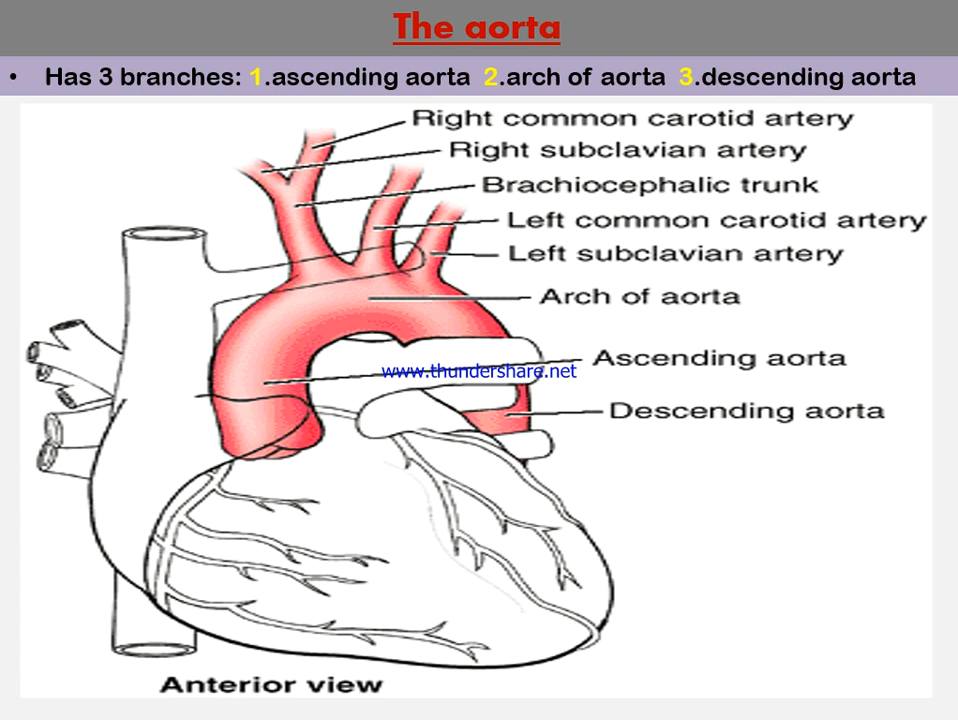 The aorta
• Has 3 branches: 1.ascending aorta 2.arch of aorta 3.descending aorta
Right common carotid artery
Right subclavian artery
Brachiocephalic trunk
Left common carotid artery
Left subclavian artery
Arch of aorta
Ascending aorta
www.thundershare.net
Descending aorta
Anterior view